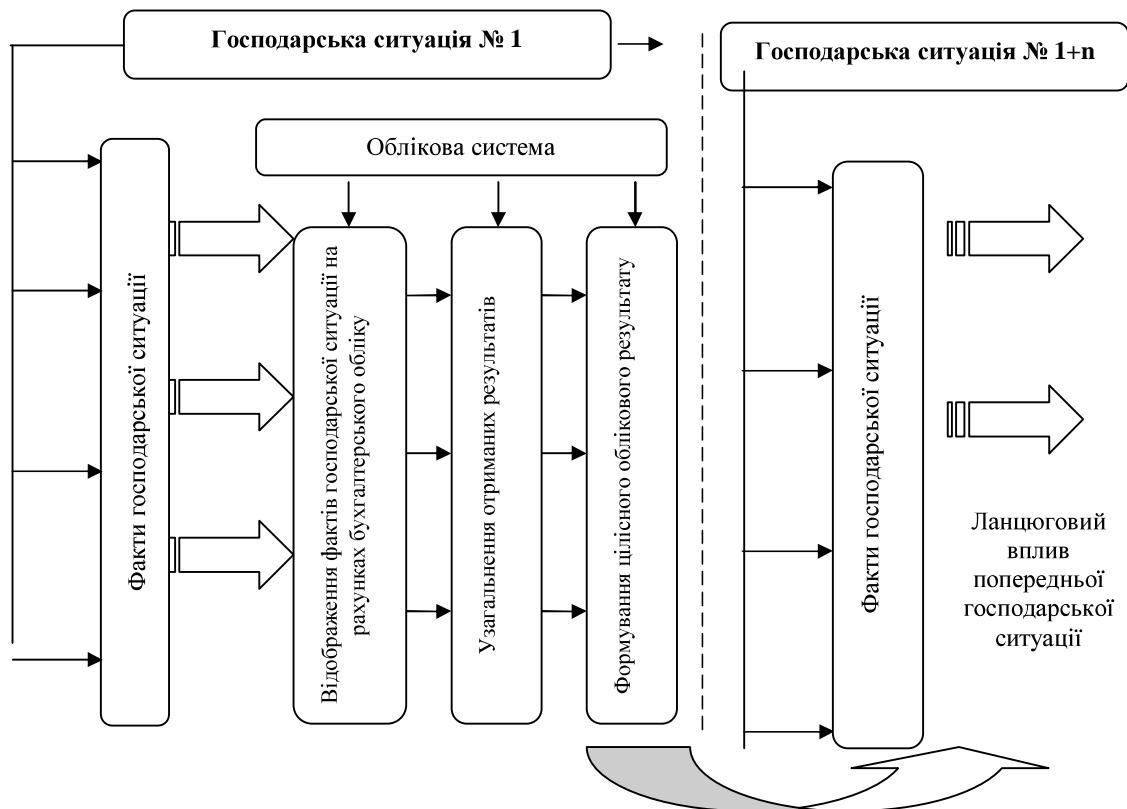 Господарська ситуація № 1
Господарська ситуація № 1+n
Облікова система
Факти господарської ситуації
Відображення фактів господарської ситуації на
рахунках бухгалтерського обліку
Узагальнення отриманих результатів
Формування цілісного облікового результату
Факти господарської ситуації
Ланцюговий
вплив
попередньої
господарської
ситуації